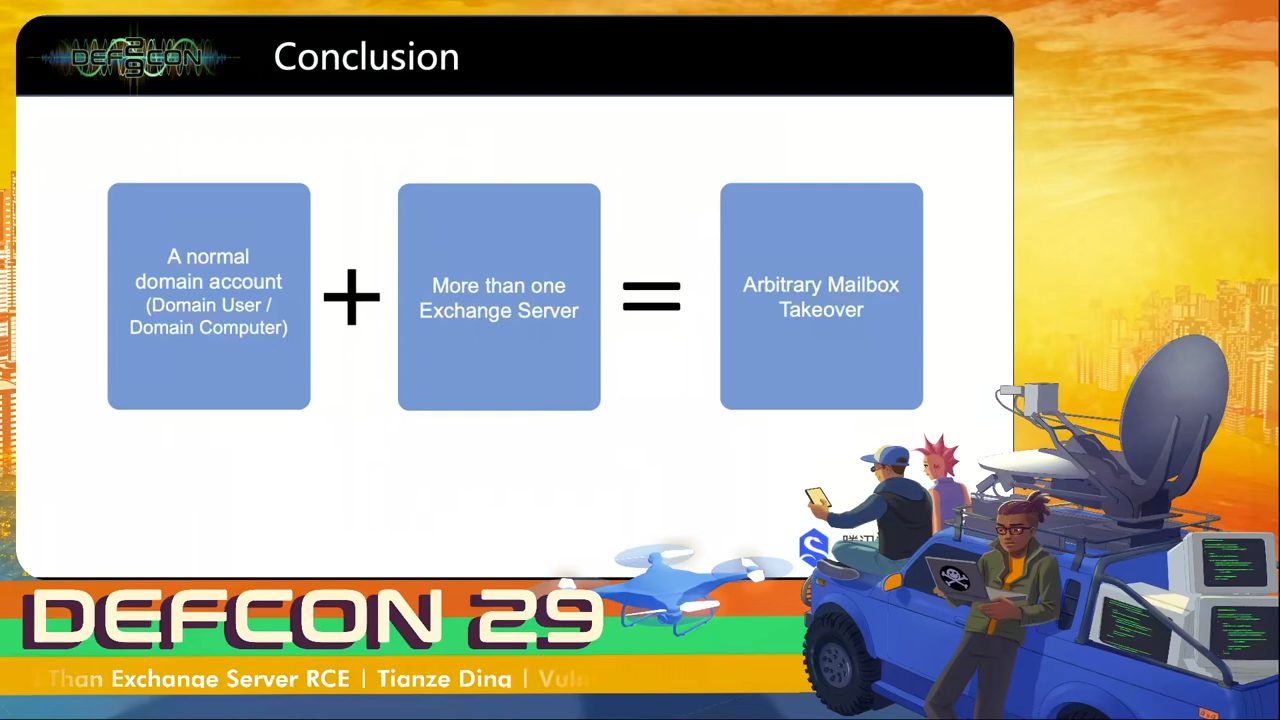 DEFCON
29
Conclusion
A normal
domain account
(Domain User /
Domain Computer)
+
More than one
Exchange Server
=
Arbitrary Mailbox
Takeover
DEFCON 29
Than Exchange Server RCE | Tianze Ding |